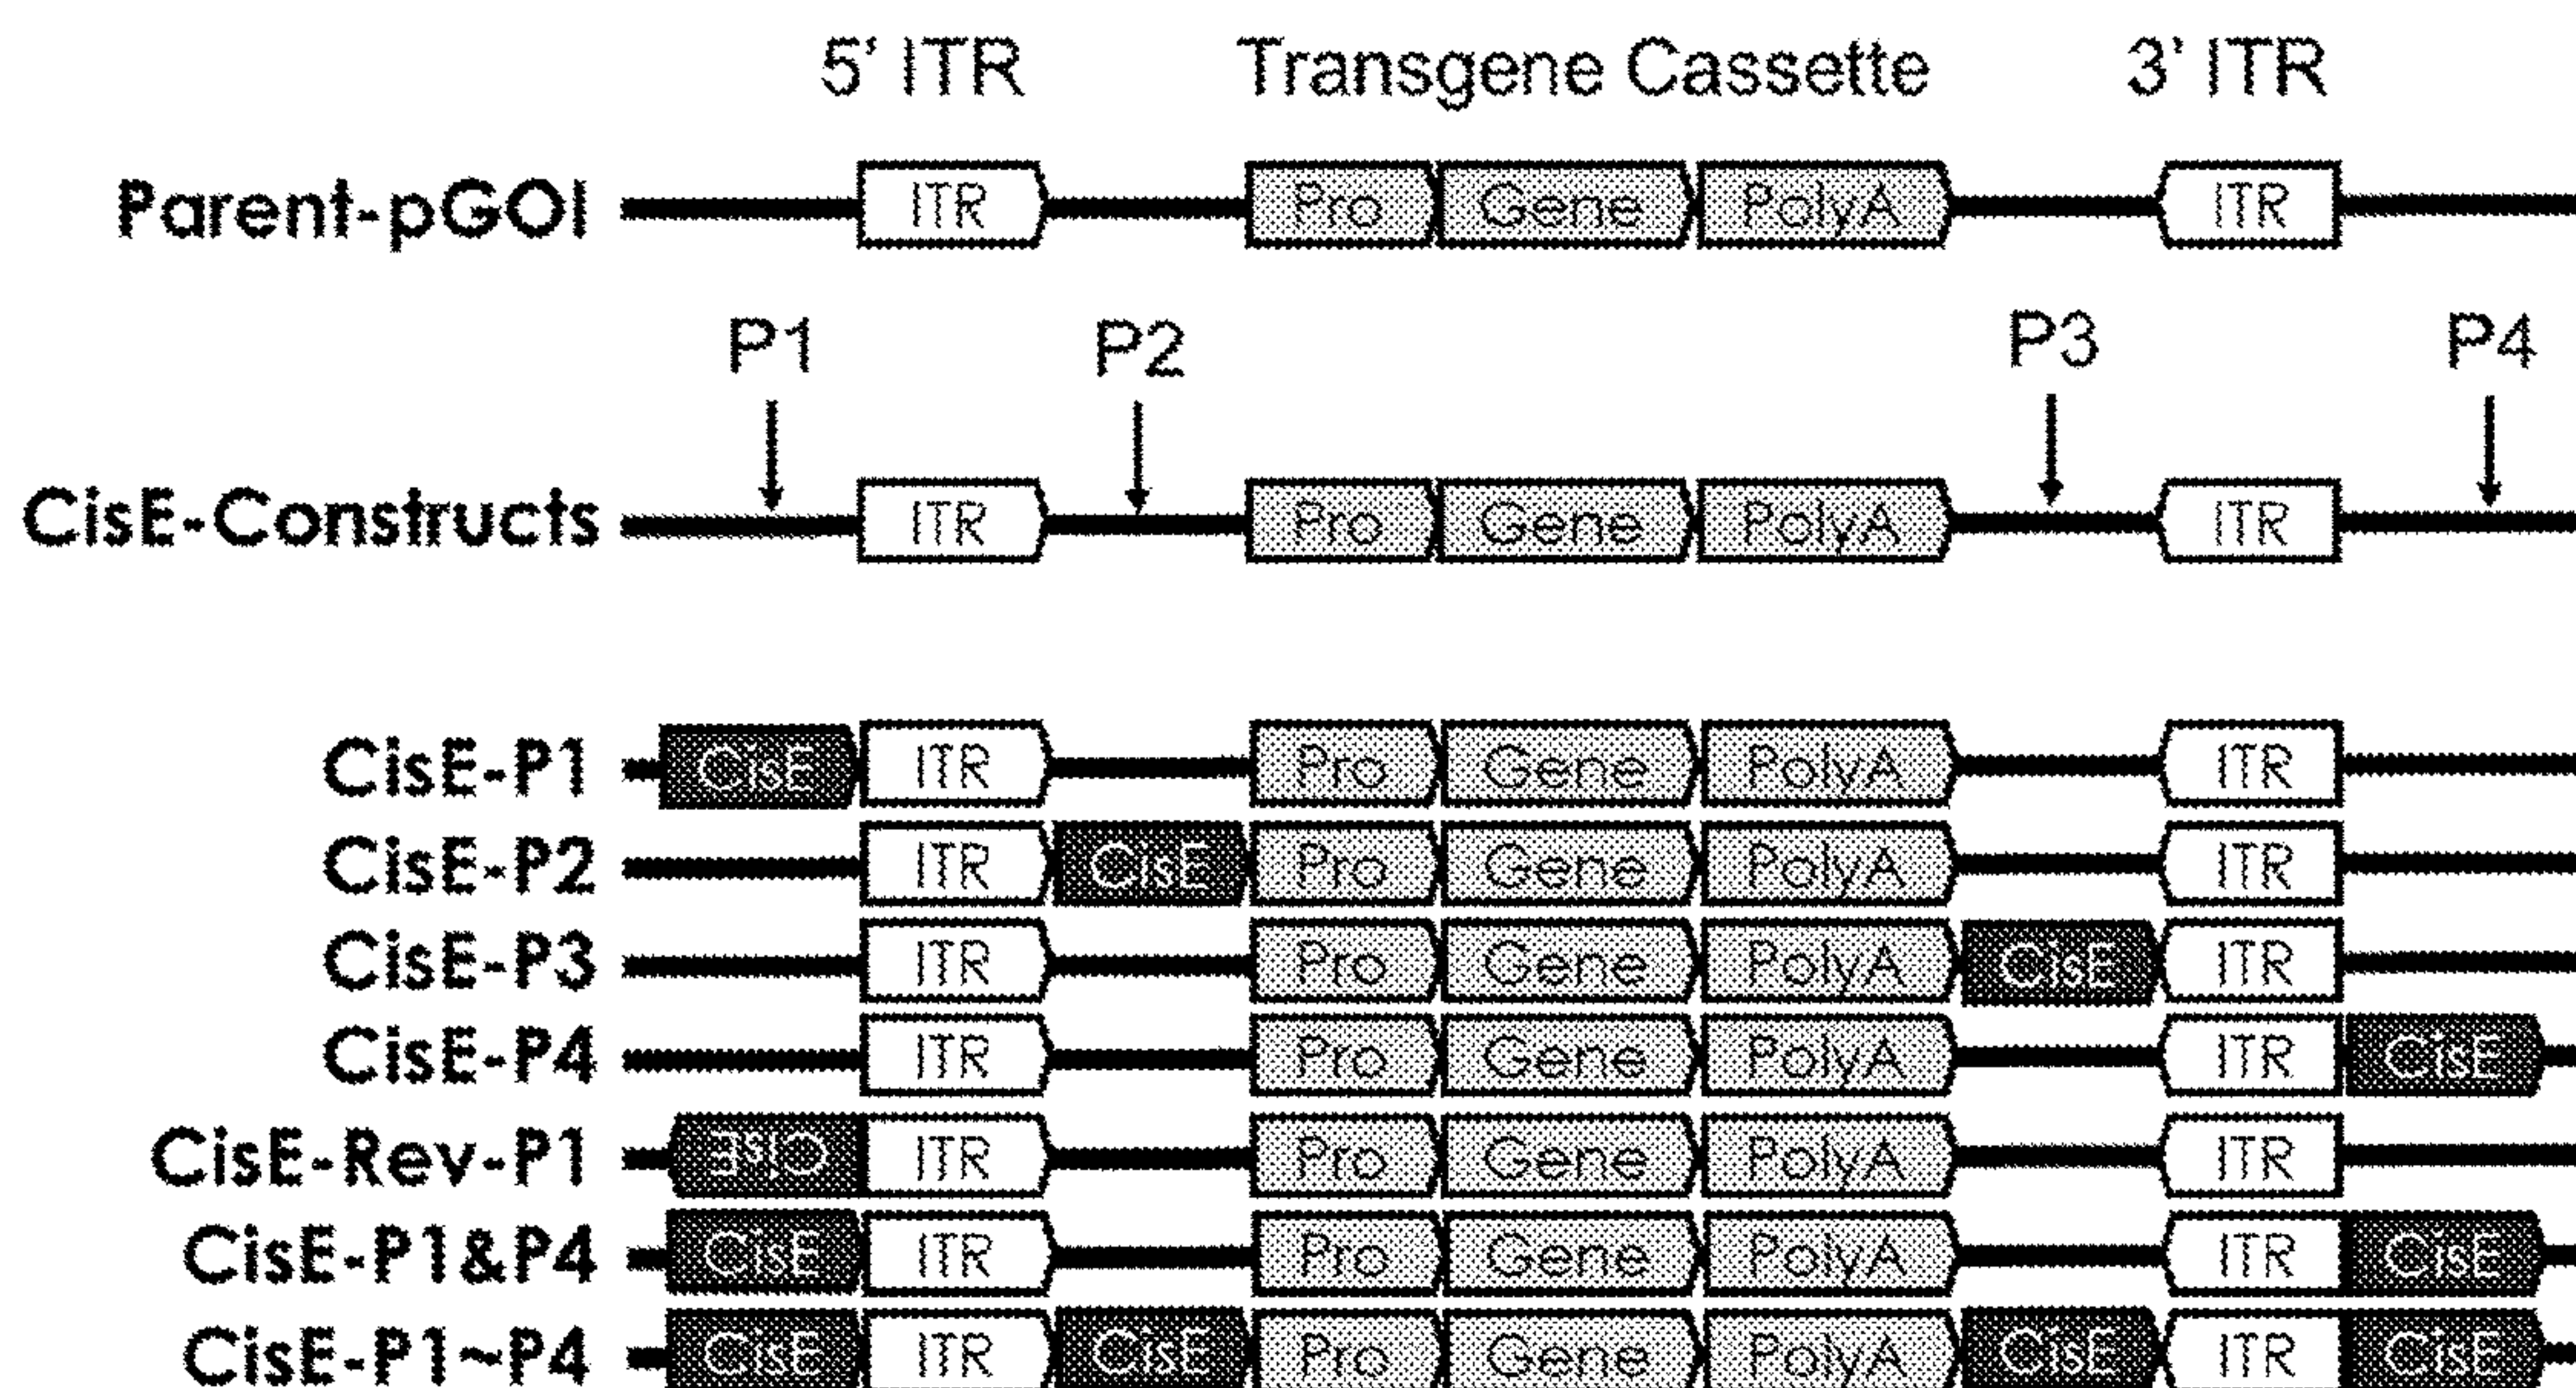 5' ITR Transgene Cassette 3' ITR
Parent-pGOI ITR Pro Gene PolyA ITR
P1 P2 P3 P4
CisE-Constructs ITR Pro Gene PolyA ITR
CisE-P1 CisE ITR Pro Gene PolyA ITR
CisE-P2 ITR CisE Pro Gene PolyA ITR
CisE-P3 ITR Pro Gene PolyA CisE ITR
CisE-P4 ITR Pro Gene PolyA ITR CisE
CisE-Rev-P1 CisE ITR Pro Gene PolyA ITR
CisE-P1&P4 CisE ITR Pro Gene PolyA ITR CisE
CisE-P1~P4 CisE ITR CisE Pro Gene PolyA CisE ITR CisE